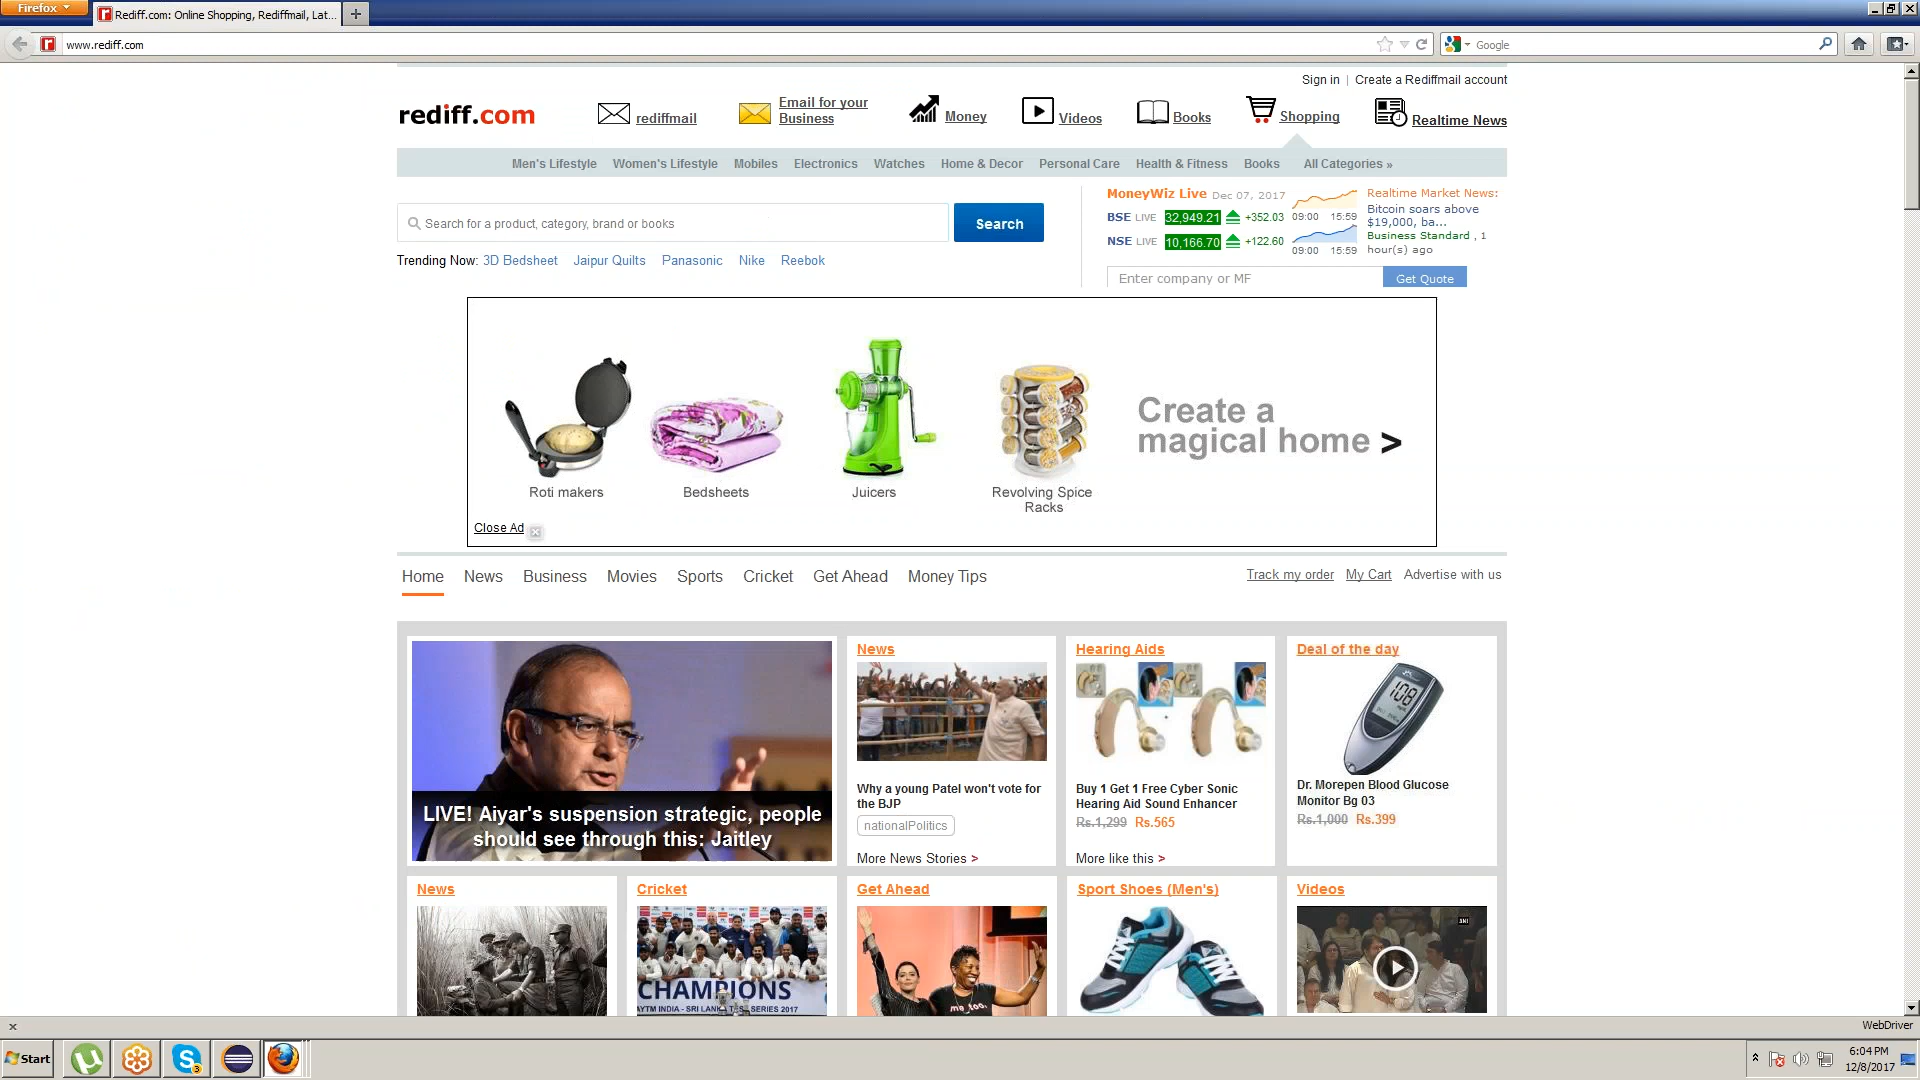 Firefox
Rediff.com: Online Shopping, Rediffmail, Lat...
www.rediff.com
Google
Sign in | Create a Rediffmail account
rediff.com
rediffmail
Email for your
Business
Money
Videos
Books
Shopping
Realtime News
Men's Lifestyle Women's Lifestyle Mobiles Electronics Watches Home & Decor Personal Care Health & Fitness Books All Categories »
Search for a product, category, brand or books
Search
Trending Now: 3D Bedsheet Jaipur Quilts Panasonic Nike Reebok
MoneyWiz Live Dec 07, 2017
BSE LIVE 32,949.21 +352.03
09:00 15:59
NSE LIVE 10,166.70 +122.60
09:00 15:59
Realtime Market News:
Bitcoin soars above
$19,000, ba...
Business Standard , 1
hour(s) ago
Enter company or MF
Get Quote
Roti makers
Bedsheets
Juicers
Revolving Spice
Racks
Create a
magical home >
Close Ad
Home News Business Movies Sports Cricket Get Ahead Money Tips
Track my order My Cart Advertise with us
LIVE! Aiyar's suspension strategic, people
should see through this: Jaitley
News
Why a young Patel won't vote for
the BJP
nationalPolitics
More News Stories >
Hearing Aids
Buy 1 Get 1 Free Cyber Sonic
Hearing Aid Sound Enhancer
Rs.1,299 Rs.565
More like this >
Deal of the day
108
Dr. Morepen Blood Glucose
Monitor Bg 03
Rs.1,000 Rs.399
News
Cricket
CHAMPIONS
AYTM INDIA - SRI LANKA TEST SERIES 2017
Get Ahead
me too.
Sport Shoes (Men's)
Videos
ANI
WebDriver
Start
3
6:04 PM
12/8/2017